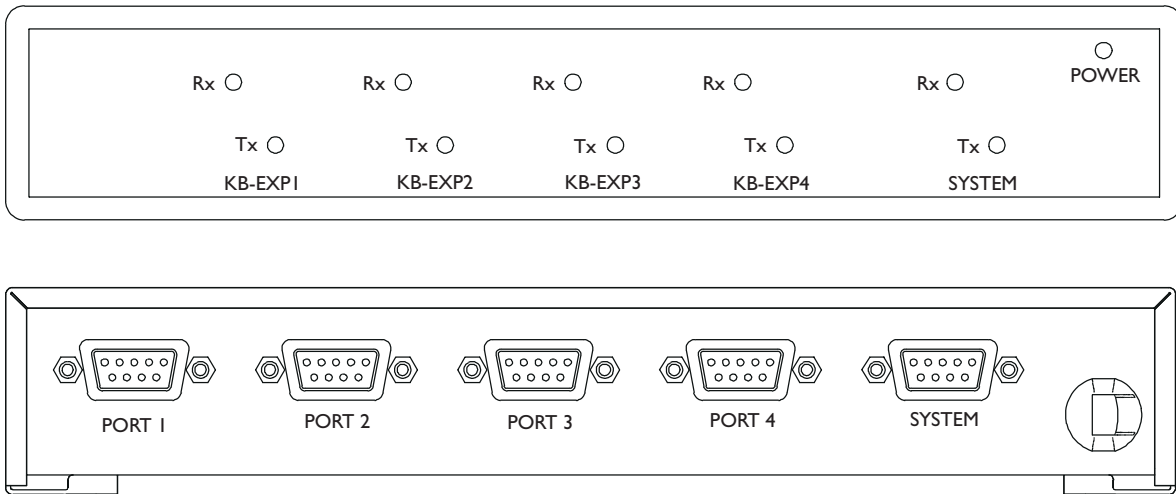 POWER
Rx Rx Rx Rx Rx
Tx Tx Tx Tx Tx
KB-EXP1 KB-EXP2 KB-EXP3 KB-EXP4 SYSTEM
PORT 1 PORT 2 PORT 3 PORT 4 SYSTEM